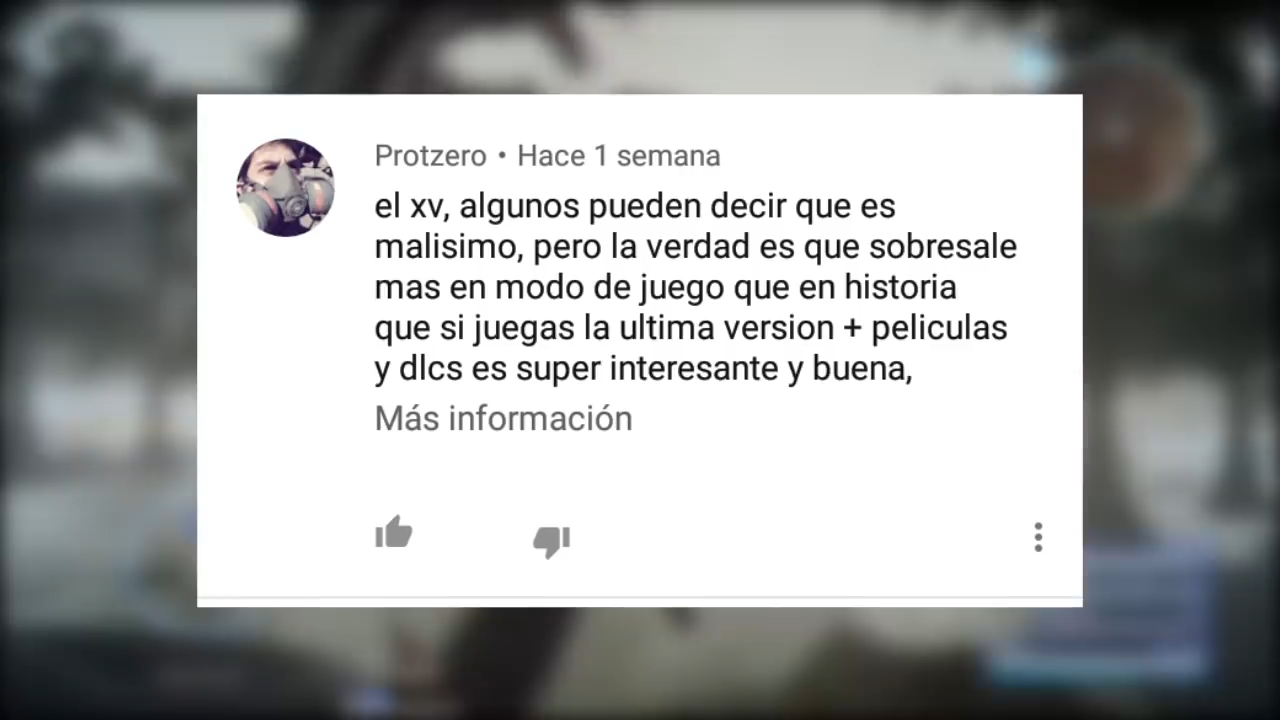 Protzero • Hace 1 semana
el xv, algunos pueden decir que es
malisimo, pero la verdad es que sobresale
mas en modo de juego que en historia
que si juegas la ultima version + peliculas
y dlcs es super interesante y buena,
Más información